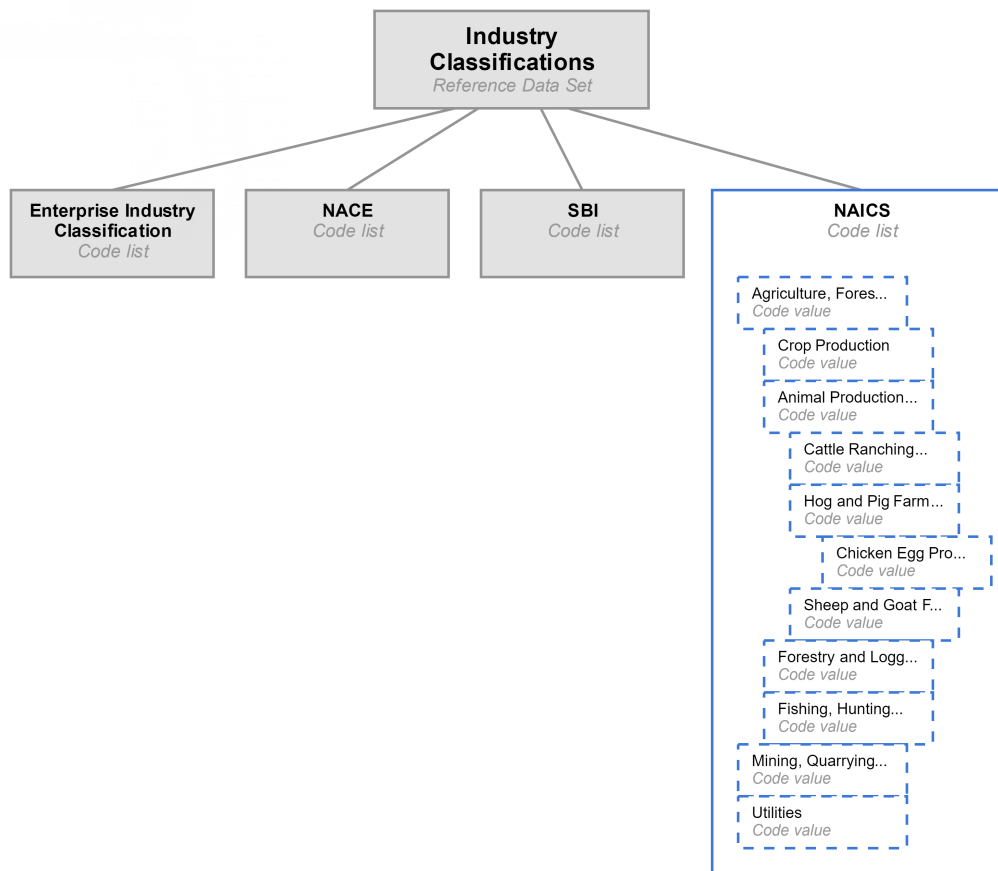 Industry
Classifications
Reference Data Set
Enterprise Industry
Classification
Code list
NACE
Code list
SBI
Code list
NAICS
Code list
Agriculture, Fores...
Code value
Crop Production
Code value
Animal Production...
Code value
Cattle Ranching...
Code value
Hog and Pig Farm...
Code value
Chicken Egg Pro...
Code value
Sheep and Goat F...
Code value
Forestry and Logg...
Code value
Fishing, Hunting...
Code value
Mining, Quarrying...
Code value
Utilities
Code value